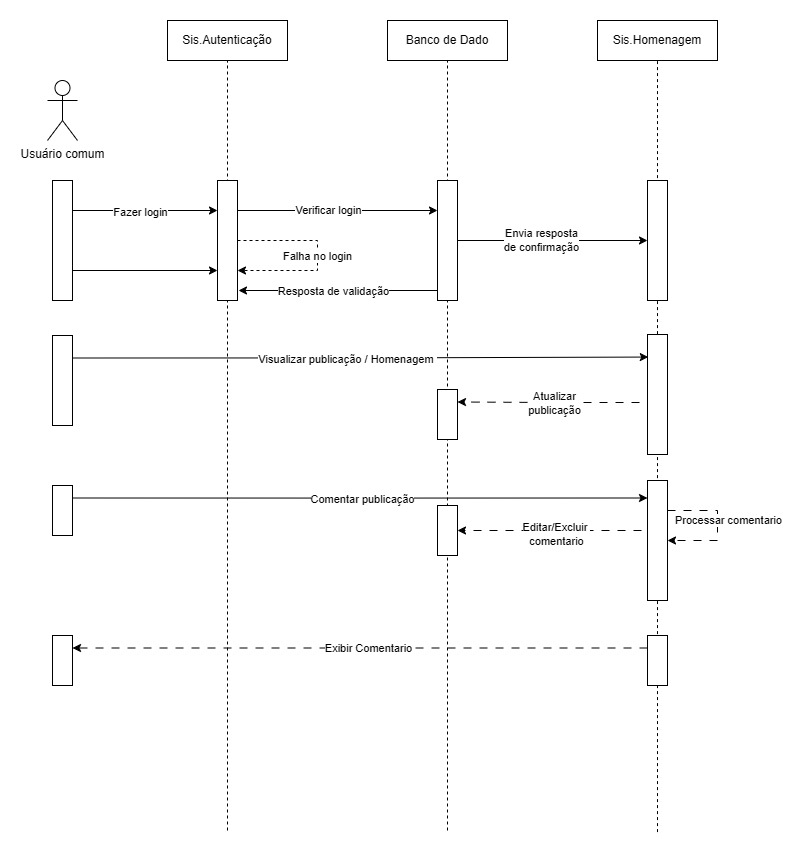 Sis.Autenticação
Banco de Dado
Sis.Homenagem
Usuário comum
Fazer login
Verificar login
Envia resposta
de confirmação
Falha no login
Resposta de validação
Visualizar publicação / Homenagem
Atualizar
publicação
Comentar publicação
Processar comentario
Editar/Excluir
comentario
Exibir Comentario